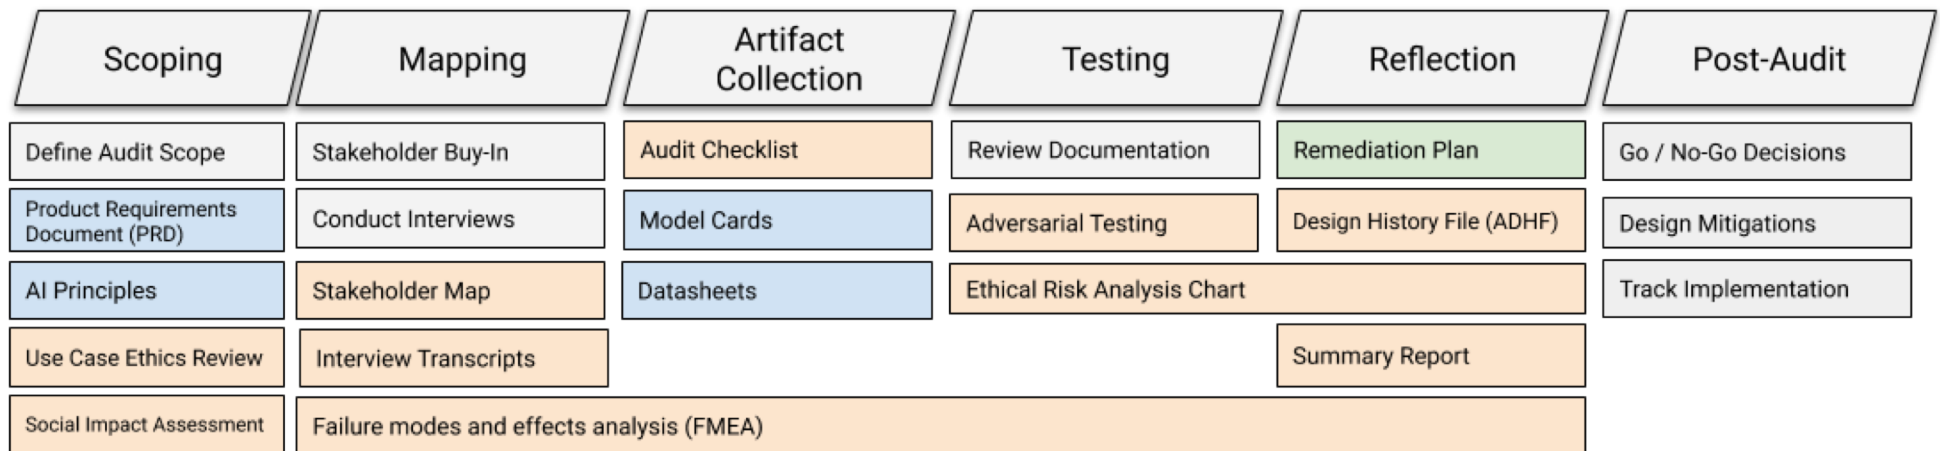 Scoping
Mapping
Artifact
Collection
Testing
Reflection
Post-Audit
Define Audit Scope
Stakeholder Buy-In
Audit Checklist
Review Documentation
Remediation Plan
Go / No-Go Decisions
Product Requirements
Document (PRD)
Conduct Interviews
Model Cards
Adversarial Testing
Design History File (ADHF)
Design Mitigations
AI Principles
Stakeholder Map
Datasheets
Ethical Risk Analysis Chart
Track Implementation
Use Case Ethics Review
Interview Transcripts
Summary Report
Social Impact Assessment
Failure modes and effects analysis (FMEA)